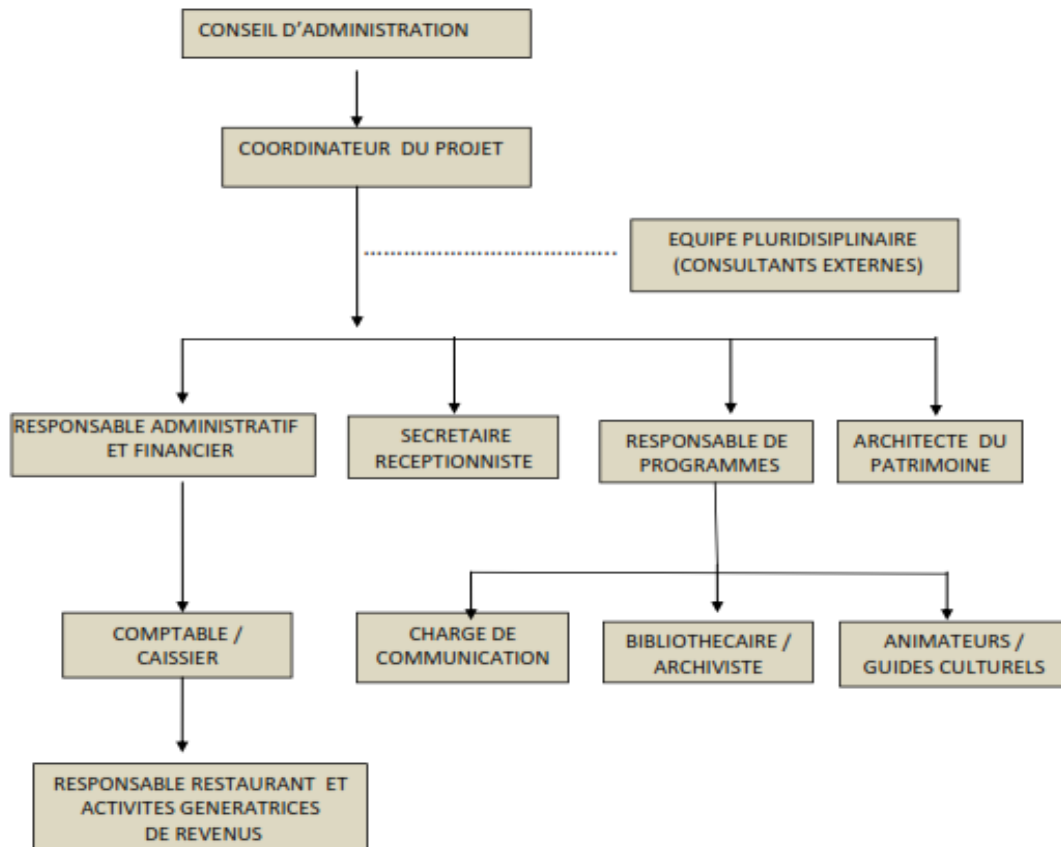 CONSEIL D’ADMINISTRATION
COORDINATEUR DU PROJET
EQUIPE PLURIDISIPLINAIRE
(CONSULTANTS EXTERNES)
RESPONSABLE ADMINISTRATIF
ET FINANCIER
SECRETAIRE
RECEPTIONNISTE
RESPONSABLE DE
PROGRAMMES
ARCHITECTE DU
PATRIMOINE
COMPTABLE /
CAISSIER
CHARGE DE
COMMUNICATION
BIBLIOTHECAIRE /
ARCHIVISTE
ANIMATEURS /
GUIDES CULTURELS
RESPONSABLE RESTAURANT ET
ACTIVITES GENERATRICES
DE REVENUS